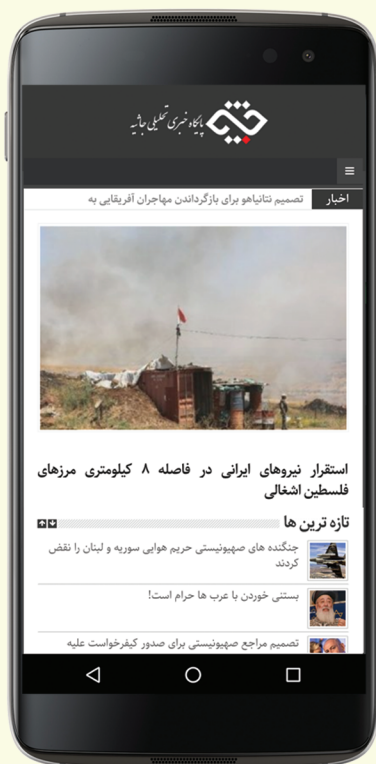 پایگاه خبری تحلیلی جاثیه
اخبار
تصمیم نتانیاهو برای بازگرداندن مهاجران آفریقایی به
استقرار نیروهای ایرانی در فاصله ۸ کیلومتری مرزهای
فلسطین اشغالی
تازه ترین ها
جنگنده های صهیونیستی حریم هوایی سوریه و لبنان را نقض
کردند
بستنی خوردن با عرب ها حرام است!
تصمیم مراجع صهیونیستی برای صدور کیفرخواست علیه